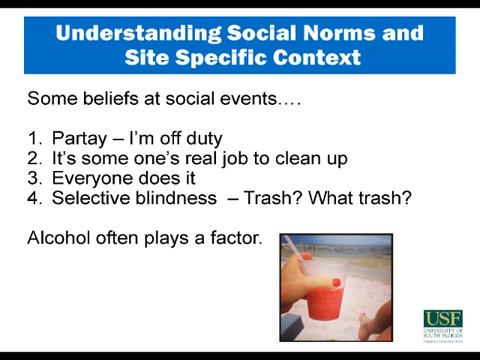 Understanding Social Norms and
Site Specific Context
Some beliefs at social events….
1. Partay – I'm off duty
2. It's some one's real job to clean up
3. Everyone does it
4. Selective blindness – Trash? What trash?
Alcohol often plays a factor.
USF
UNIVERSITY OF
SOUTH FLORIDA